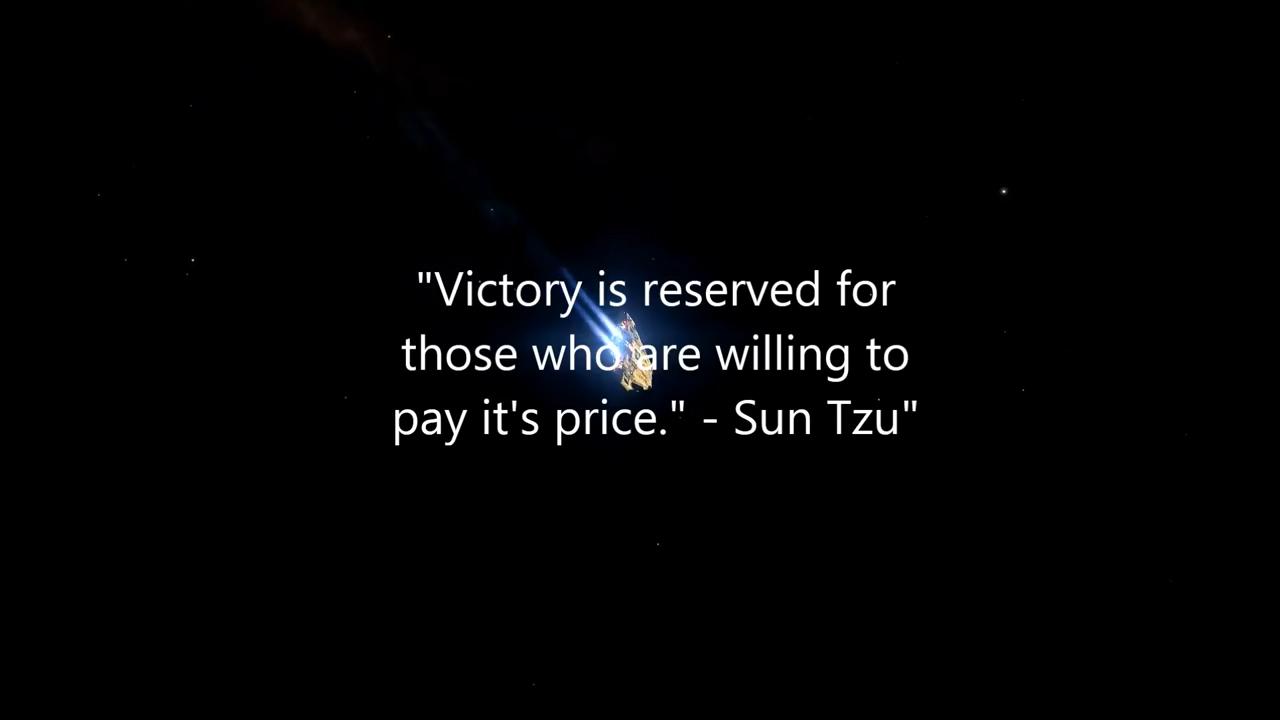 "Victory is reserved for
those who are willing to
pay it's price." - Sun Tzu"